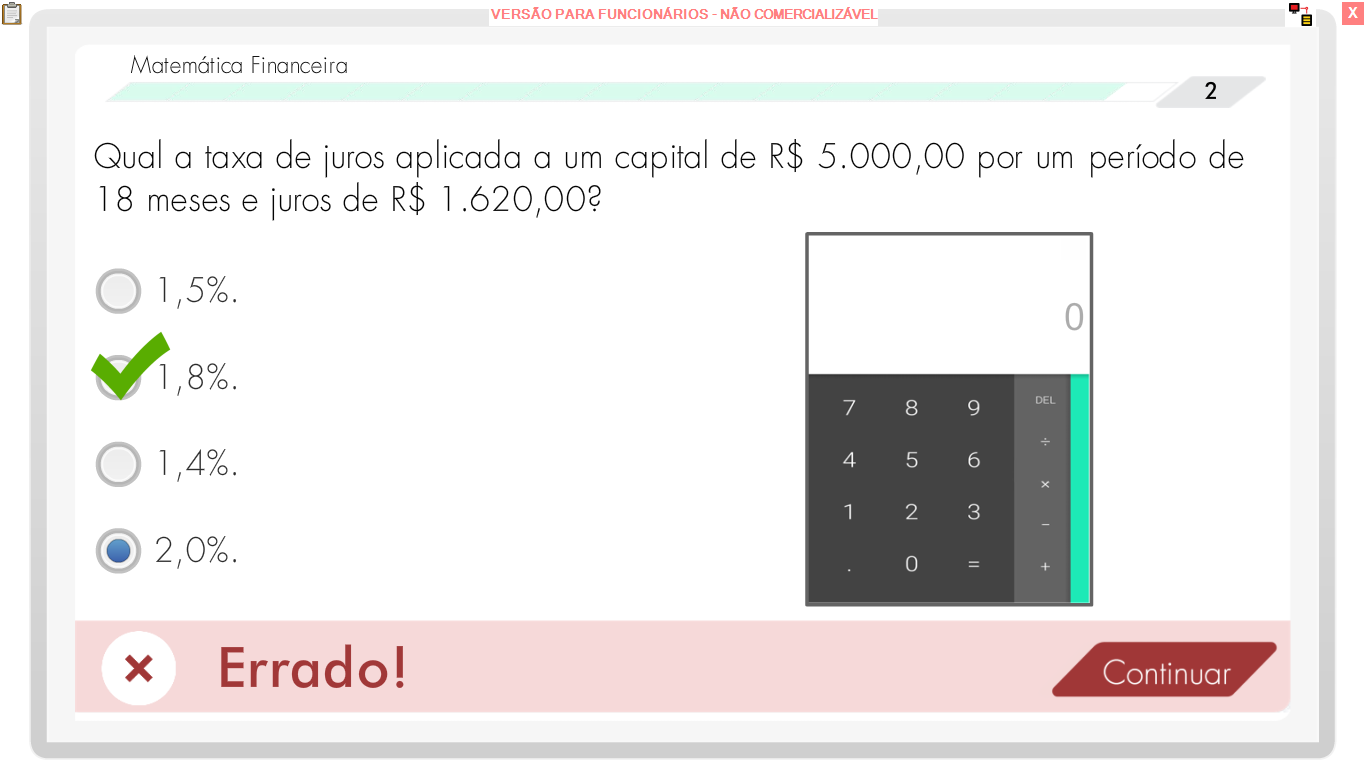 VERSÃO PARA FUNCIONÁRIOS - NÃO COMERCIALIZÁVEL
X
Matemática Financeira
2
Qual a taxa de juros aplicada a um capital de R$ 5.000,00 por um período de
18 meses e juros de R$ 1.620,00?
1,5%.
1,8%.
1,4%.
2,0%.
0
7 8 9 DEL
÷
4 5 6
×
1 2 3
−
. 0 = +
Errado!
Continuar